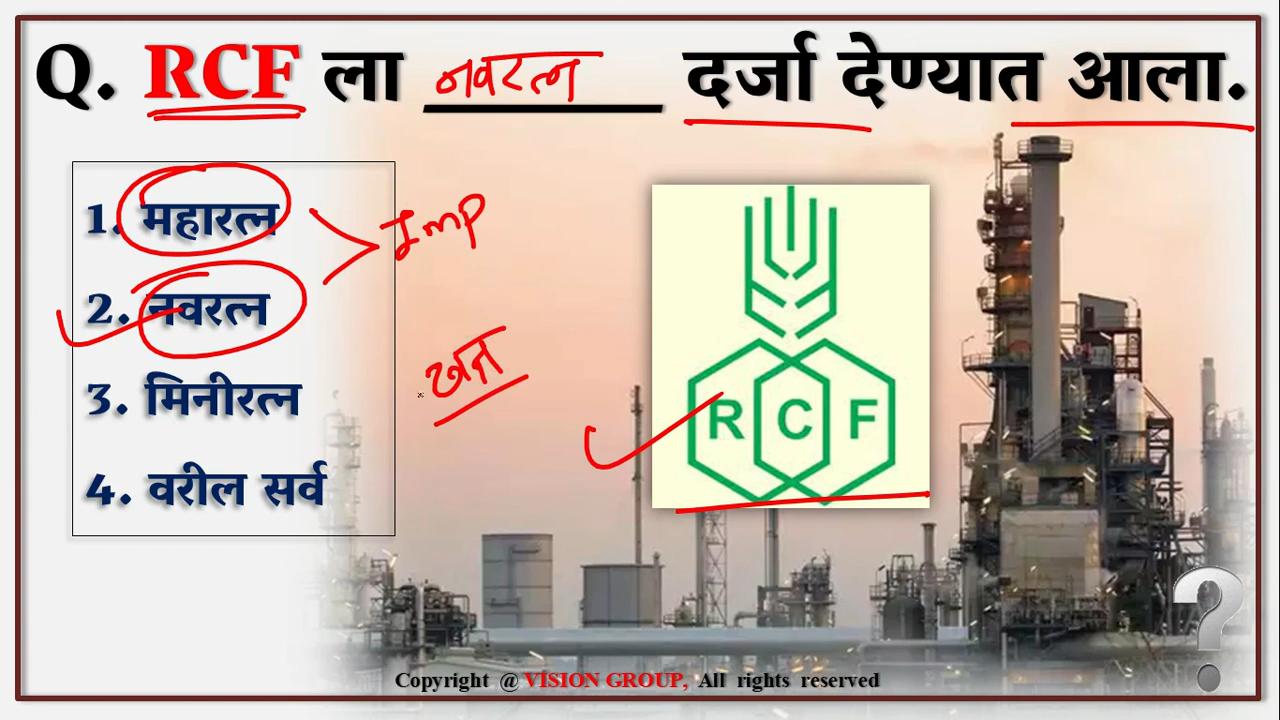 Q. RCF ला नवरत्न दर्जा देण्यात आला.
1. महारत्न
2. नवरत्न
3. मिनीरत्न
4. वरील सर्व
Imp
R C F
Copyright @ VISION GROUP, All rights reserved